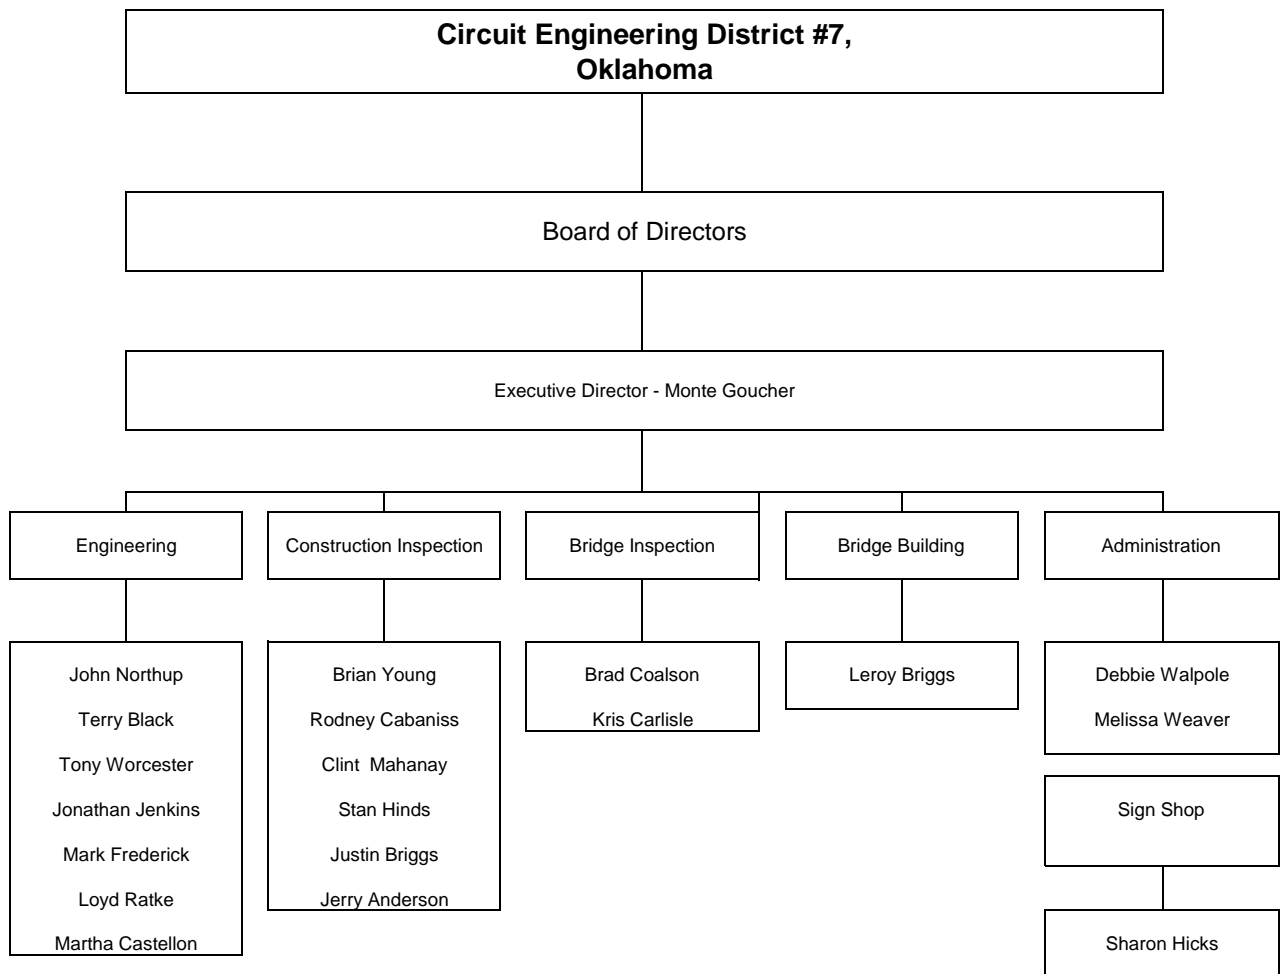 Circuit Engineering District #7,
Oklahoma
Board of Directors
Executive Director - Monte Goucher
Engineering
Construction Inspection
Bridge Inspection
Bridge Building
Administration
John Northup
Terry Black
Tony Worcester
Jonathan Jenkins
Mark Frederick
Loyd Ratke
Martha Castellon
Brian Young
Rodney Cabaniss
Clint  Mahanay
Stan Hinds
Justin Briggs
Jerry Anderson
Brad Coalson
Kris Carlisle
Leroy Briggs
Debbie Walpole
Melissa Weaver
Sign Shop
Sharon Hicks